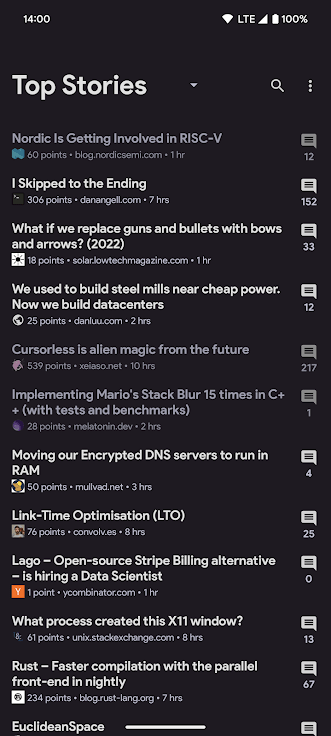 14:00
LTE 100%
Top Stories
Nordic Is Getting Involved in RISC-V
60 points • blog.nordicsemi.com • 1 hr
12
I Skipped to the Ending
306 points • danangell.com • 7 hrs
152
What if we replace guns and bullets with bows
and arrows? (2022)
18 points • solar.lowtechmagazine.com • 1 hr
33
We used to build steel mills near cheap power.
Now we build datacenters
25 points • danluu.com • 2 hrs
12
Cursorless is alien magic from the future
539 points • xeiaso.net • 10 hrs
217
Implementing Mario's Stack Blur 15 times in C+
+ (with tests and benchmarks)
28 points • melatonin.dev • 2 hrs
1
Moving our Encrypted DNS servers to run in
RAM
50 points • mullvad.net • 3 hrs
4
Link-Time Optimisation (LTO)
76 points • convolv.es • 8 hrs
25
Lago – Open-source Stripe Billing alternative
– is hiring a Data Scientist
Y 1 point • ycombinator.com • 1 hr
0
What process created this X11 window?
61 points • unix.stackexchange.com • 8 hrs
13
Rust – Faster compilation with the parallel
front-end in nightly
234 points • blog.rust-lang.org • 7 hrs
67
EuclideanSpace